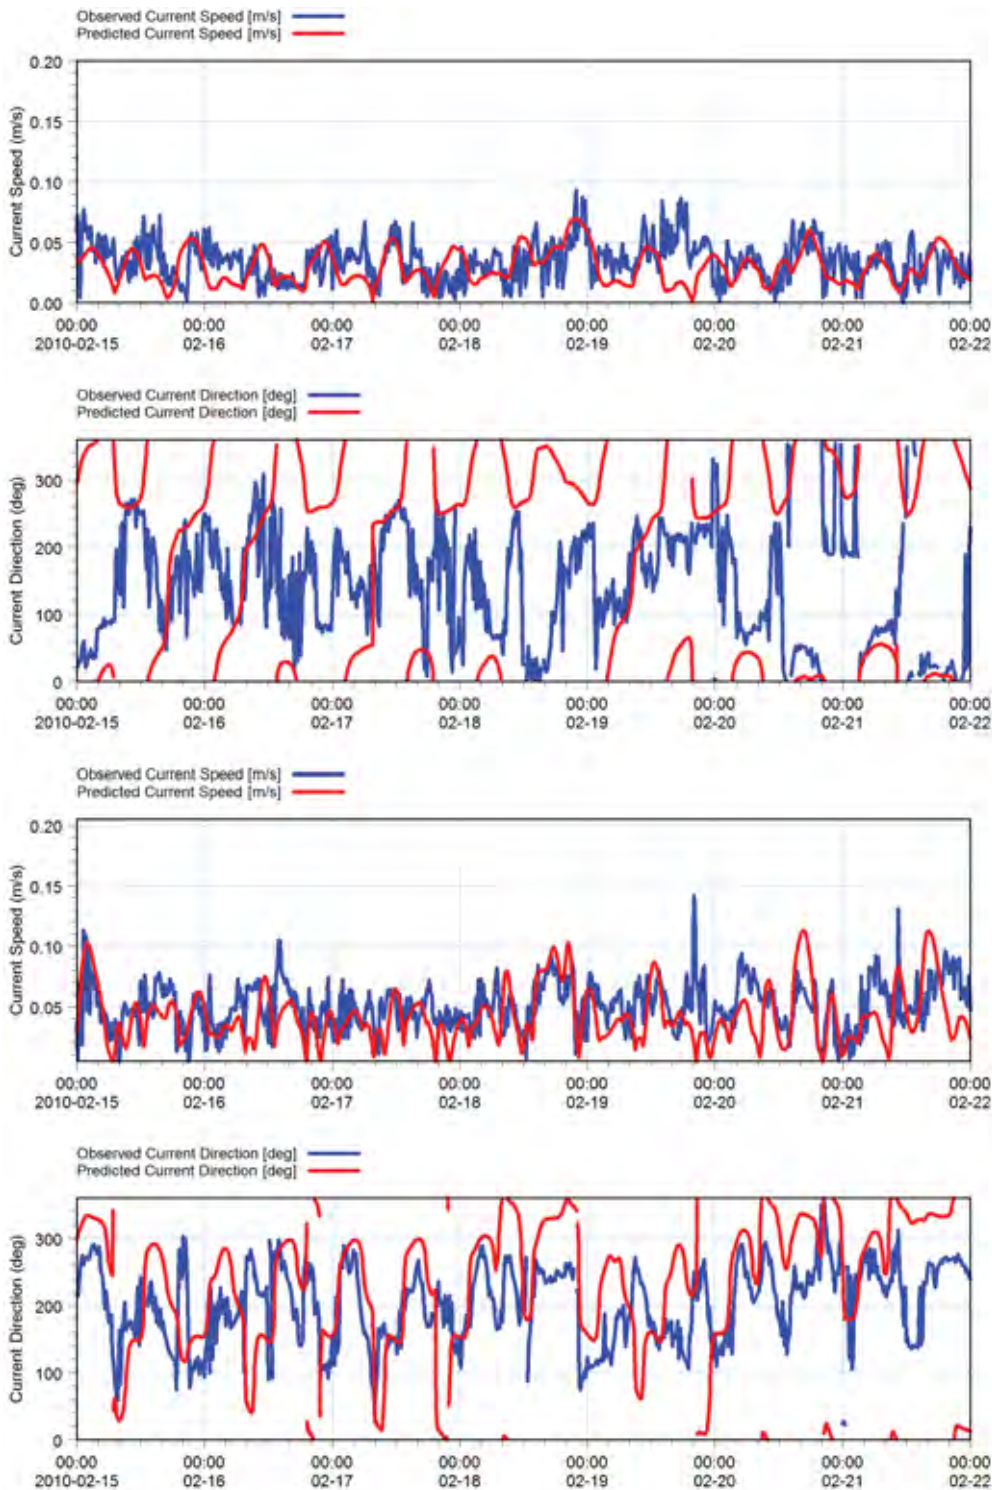 Observed Current Speed [m/s]
Predicted Current Speed [m/s]
Current Speed (m/s)
0.20
0.15
0.10
0.05
0.00
00:00 00:00 00:00 00:00 00:00 00:00 00:00 00:00
2010-02-15 02-16 02-17 02-18 02-19 02-20 02-21 02-22
Observed Current Direction [deg]
Predicted Current Direction [deg]
Current Direction (deg)
300
200
100
0
00:00 00:00 00:00 00:00 00:00 00:00 00:00 00:00
2010-02-15 02-16 02-17 02-18 02-19 02-20 02-21 02-22
Observed Current Speed [m/s]
Predicted Current Speed [m/s]
Current Speed (m/s)
0.20
0.15
0.10
0.05
00:00 00:00 00:00 00:00 00:00 00:00 00:00 00:00
2010-02-15 02-16 02-17 02-18 02-19 02-20 02-21 02-22
Observed Current Direction [deg]
Predicted Current Direction [deg]
Current Direction (deg)
300
200
100
0
00:00 00:00 00:00 00:00 00:00 00:00 00:00 00:00
2010-02-15 02-16 02-17 02-18 02-19 02-20 02-21 02-22